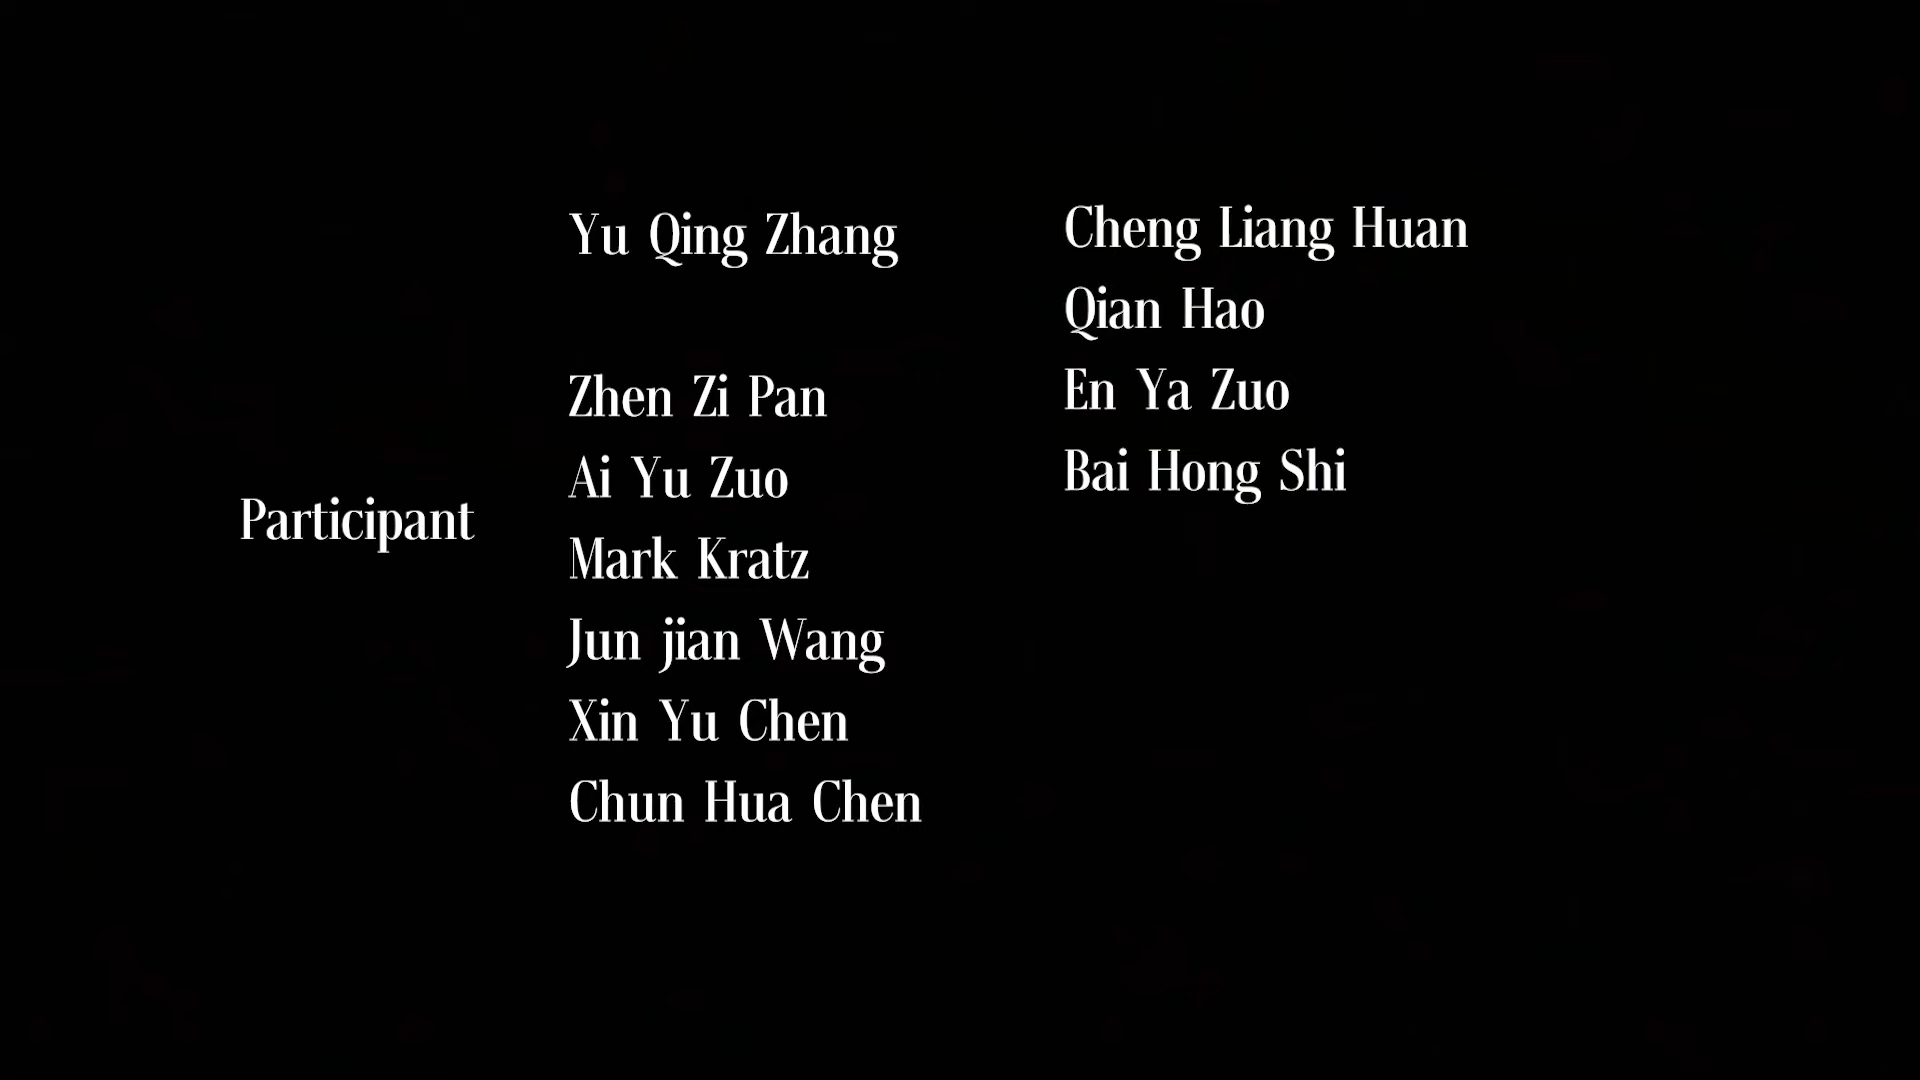 Participant
Yu Qing Zhang
Zhen Zi Pan
Ai Yu Zuo
Mark Kratz
Jun jian Wang
Xin Yu Chen
Chun Hua Chen
Cheng Liang Huan
Qian Hao
En Ya Zuo
Bai Hong Shi